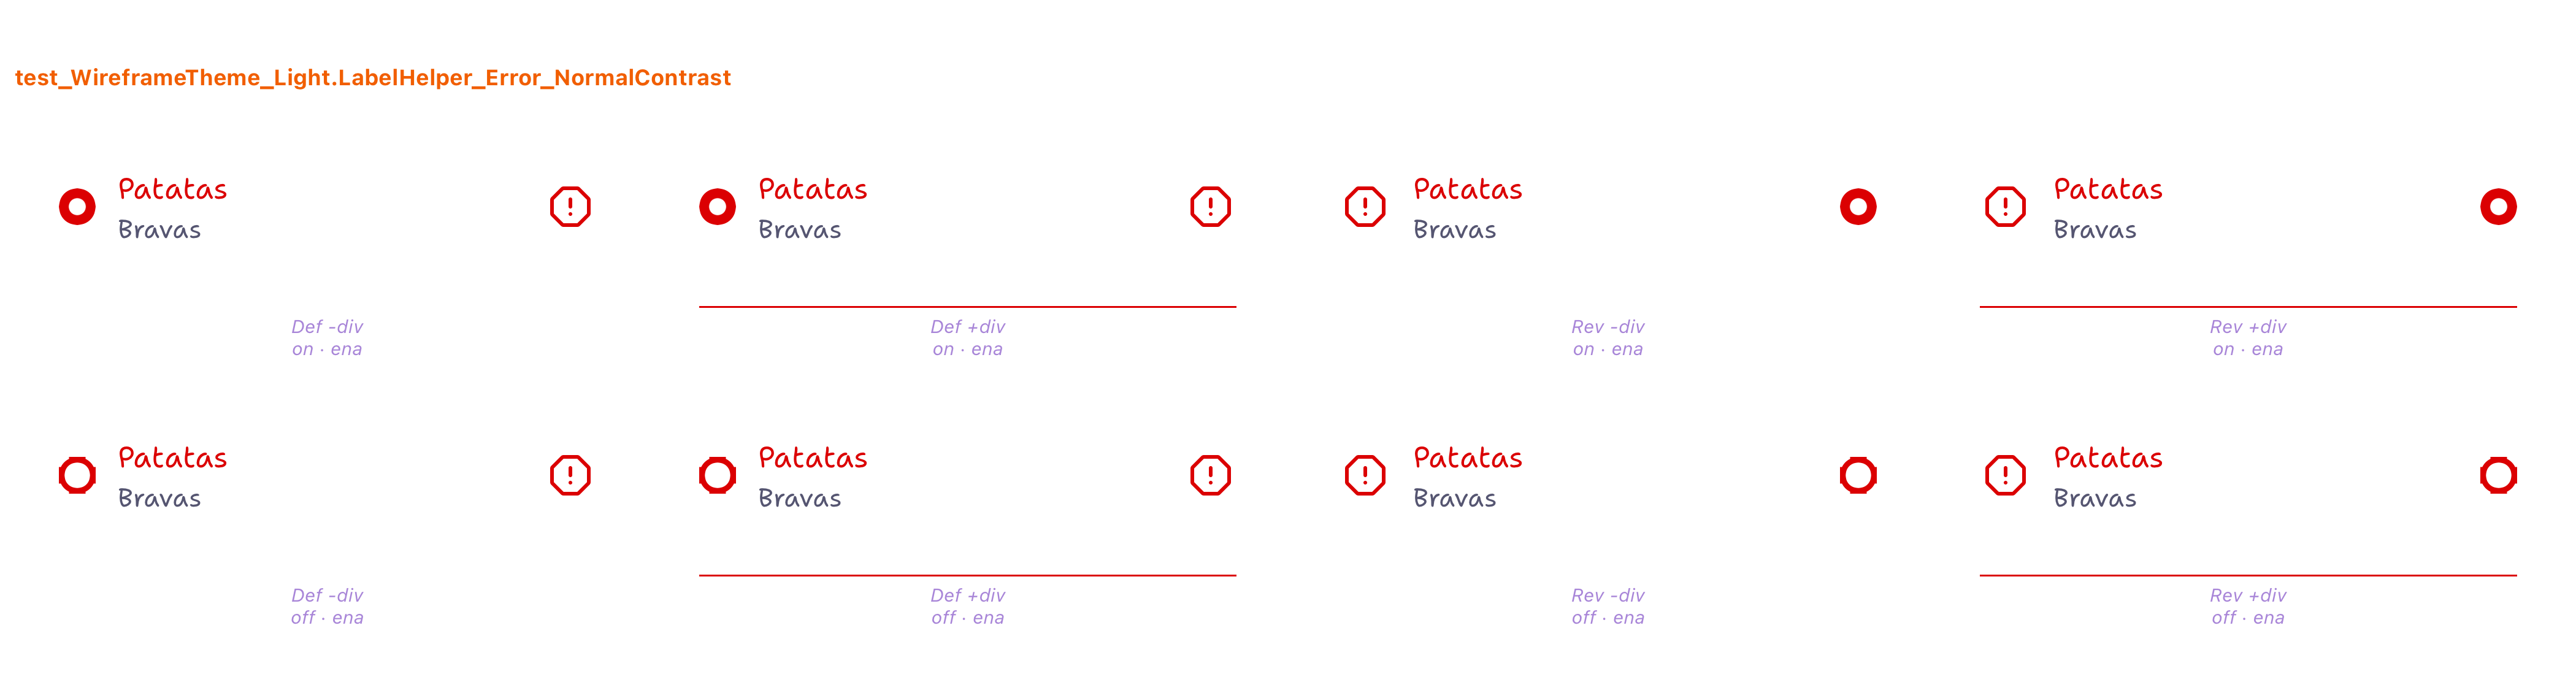 test_WireframeTheme_Light.LabelHelper_Error_NormalContrast
Patatas
Bravas
Def -div
on · ena
Patatas
Bravas
Def +div
on · ena
Patatas
Bravas
Rev -div
on · ena
Patatas
Bravas
Rev +div
on · ena
Patatas
Bravas
Def -div
off · ena
Patatas
Bravas
Def +div
off · ena
Patatas
Bravas
Rev -div
off · ena
Patatas
Bravas
Rev +div
off · ena